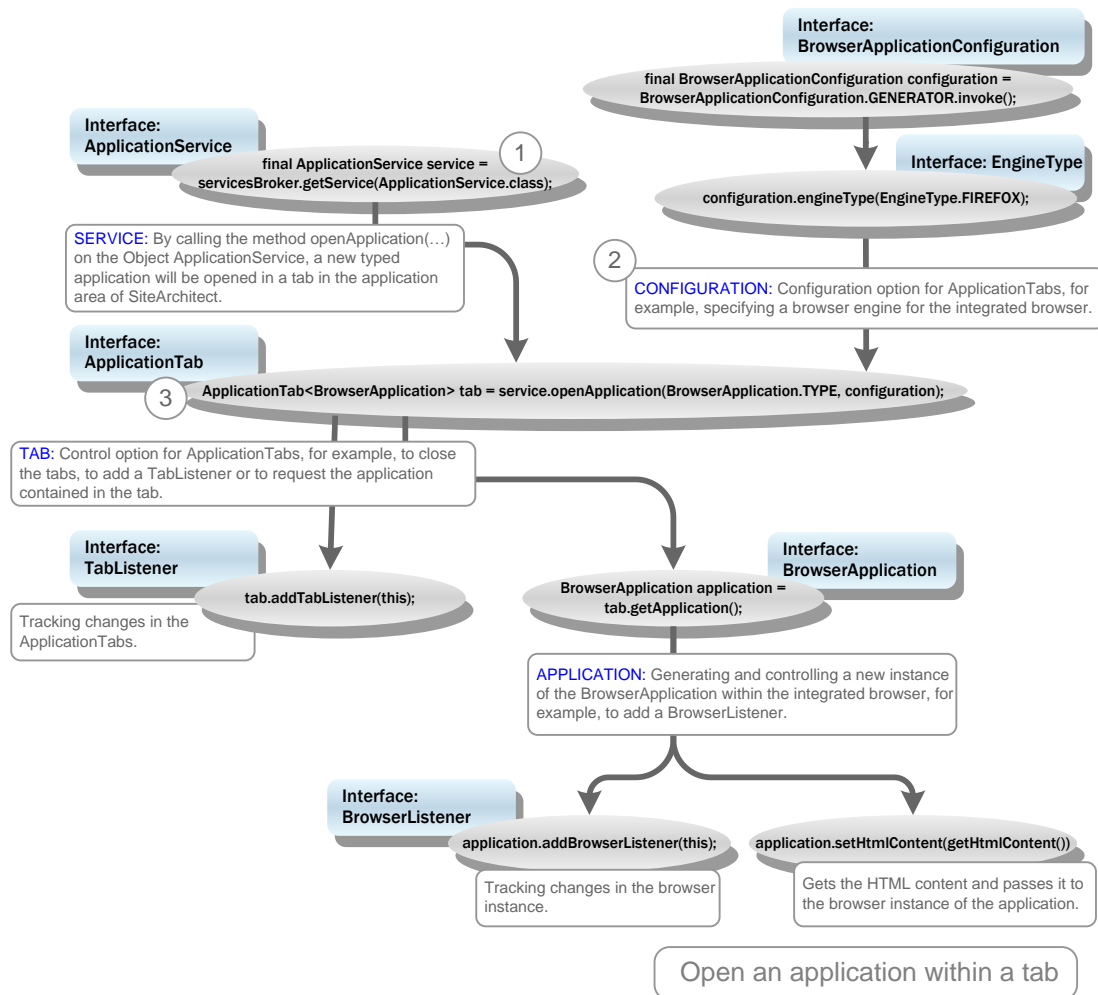 Interface:
BrowserApplicationConfiguration
final BrowserApplicationConfiguration configuration =
BrowserApplicationConfiguration.GENERATOR.invoke();
Interface:
ApplicationService
1
final ApplicationService service =
servicesBroker.getService(ApplicationService.class);
Interface: EngineType
configuration.engineType(EngineType.FIREFOX);
SERVICE: By calling the method openApplication(…)
on the Object ApplicationService, a new typed
application will be opened in a tab in the application
area of SiteArchitect.
2
CONFIGURATION: Configuration option for ApplicationTabs, for
example, specifying a browser engine for the integrated browser.
Interface:
ApplicationTab
3
ApplicationTab<BrowserApplication> tab = service.openApplication(BrowserApplication.TYPE, configuration);
TAB: Control option for ApplicationTabs, for example, to close
the tabs, to add a TabListener or to request the application
contained in the tab.
Interface:
TabListener
tab.addTabListener(this);
Tracking changes in the
ApplicationTabs.
Interface:
BrowserApplication
BrowserApplication application =
tab.getApplication();
APPLICATION: Generating and controlling a new instance
of the BrowserApplication within the integrated browser, for
example, to add a BrowserListener.
Interface:
BrowserListener
application.addBrowserListener(this);
Tracking changes in the browser
instance.
application.setHtmlContent(getHtmlContent())
Gets the HTML content and passes it to
the browser instance of the application.
Open an application within a tab